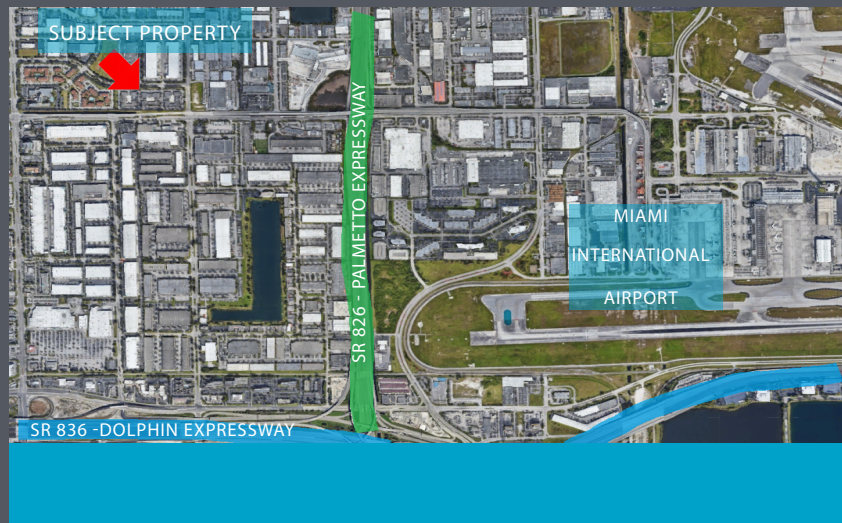 SUBJECT PROPERTY
SR 826 - PALMETTO EXPRESSWAY
MIAMI
INTERNATIONAL
AIRPORT
SR 836 -DOLPHIN EXPRESSWAY